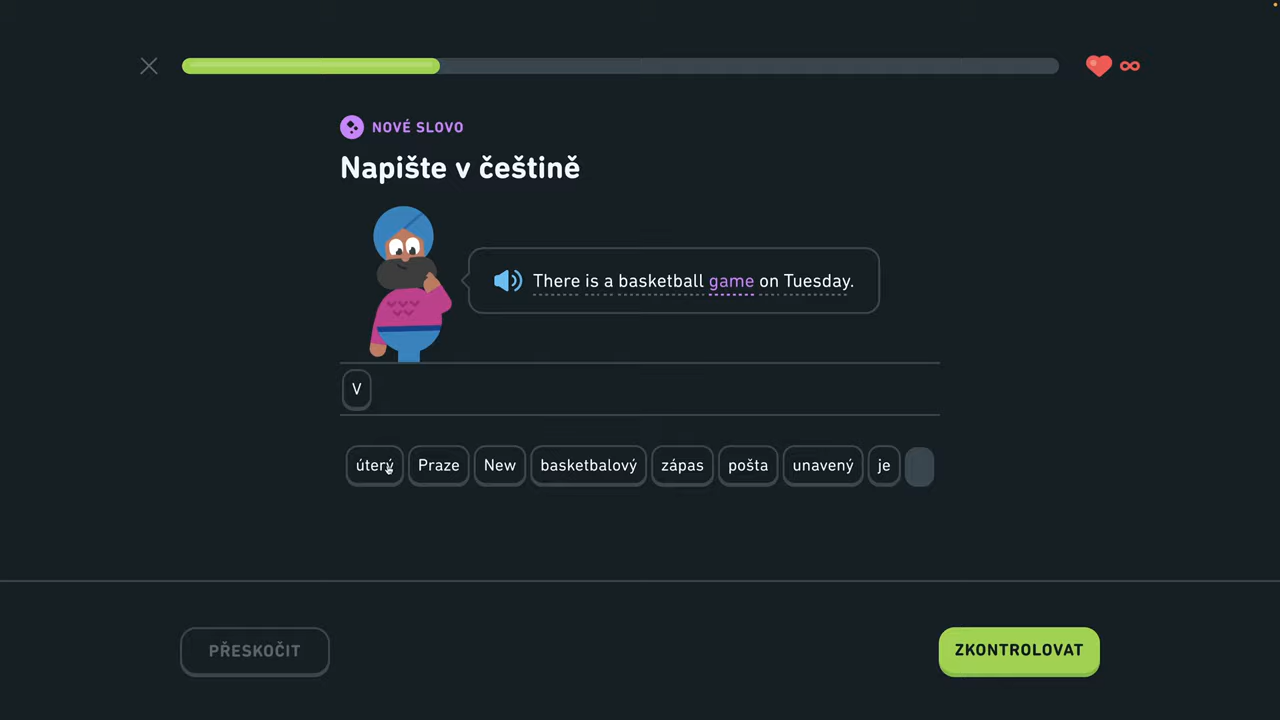 NOVÉ SLOVO
Napište v češtině
There is a basketball game on Tuesday.
V
úterý Praze New basketbalový zápas pošta unavený je
PŘESKOČIT ZKONTROLOVAT